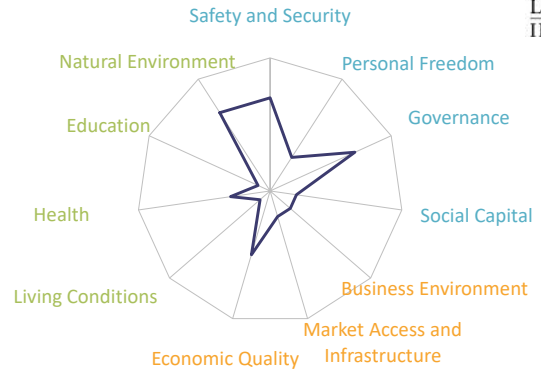 Safety and Security
Natural Environment
Personal Freedom
Education
Governance
Health
Social Capital
Living Conditions
Business Environment
Market Access and
Infrastructure
Economic Quality